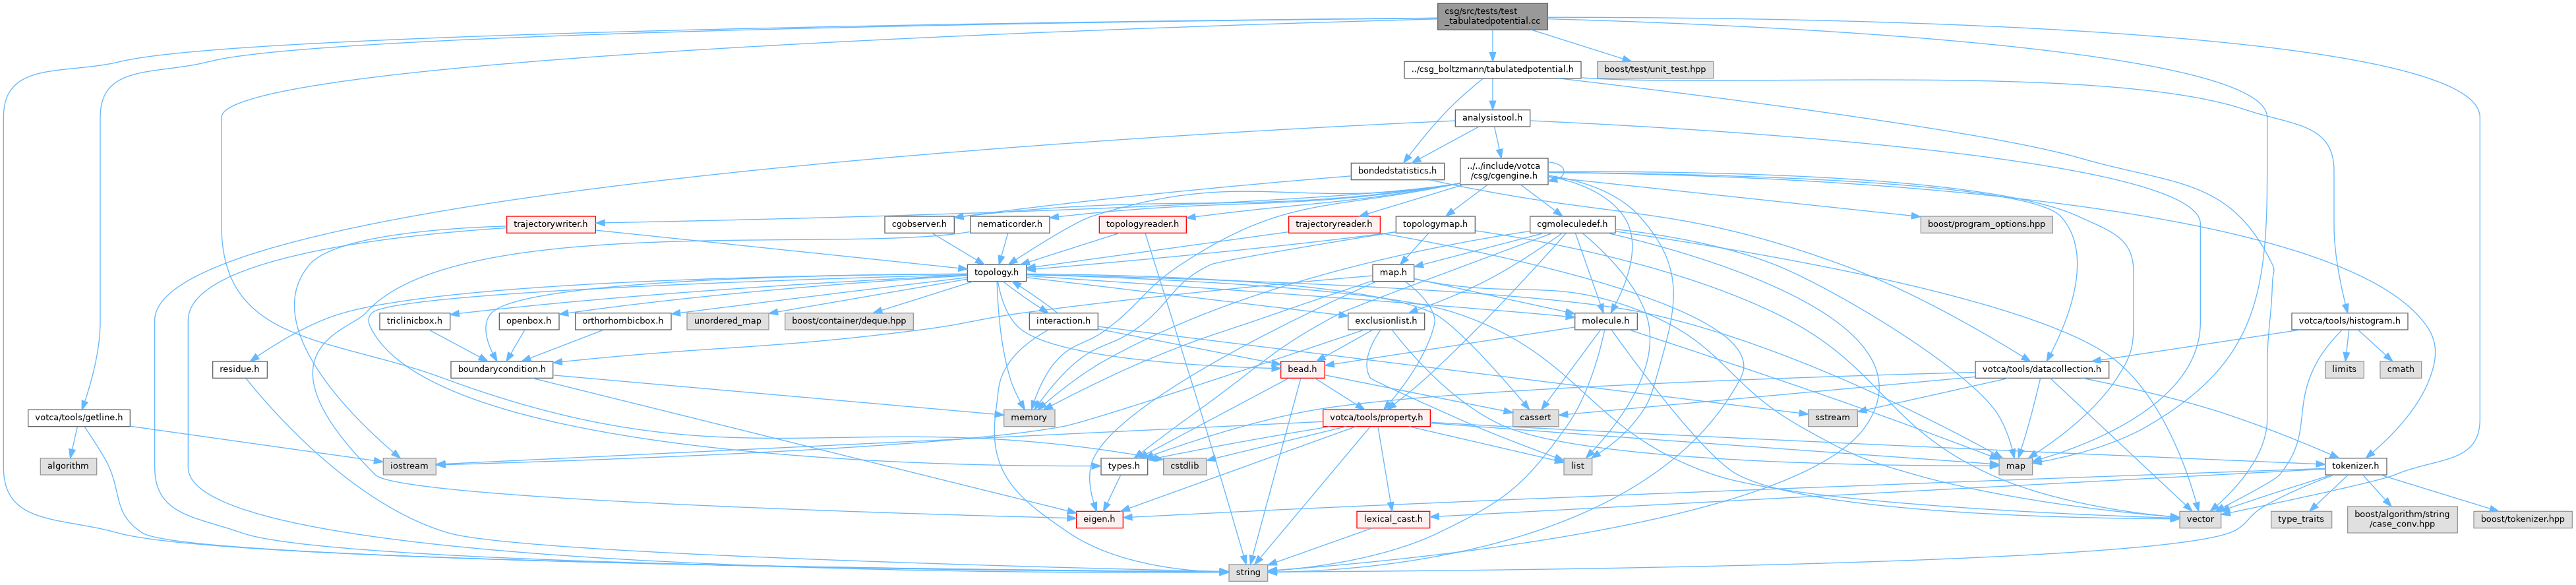 csg/src/tests/test
_tabulatedpotential.cc
../csg_boltzmann/tabulatedpotential.h
boost/test/unit_test.hpp
analysistool.h
bondedstatistics.h
../../include/votca
/csg/cgengine.h
trajectorywriter.h
cgobserver.h
nematicorder.h
topologyreader.h
trajectoryreader.h
topologymap.h
cgmoleculedef.h
boost/program_options.hpp
topology.h
map.h
triclinicbox.h
openbox.h
orthorhombicbox.h
unordered_map
boost/container/deque.hpp
interaction.h
exclusionlist.h
molecule.h
votca/tools/histogram.h
residue.h
boundarycondition.h
bead.h
votca/tools/datacollection.h
limits
cmath
votca/tools/getline.h
memory
votca/tools/property.h
cassert
sstream
algorithm
iostream
types.h
cstdlib
list
map
tokenizer.h
eigen.h
lexical_cast.h
vector
type_traits
boost/algorithm/string
/case_conv.hpp
boost/tokenizer.hpp
string